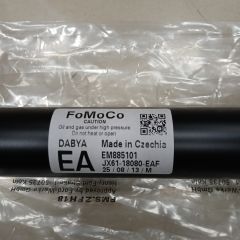 FoMoCo
CAUTION
Oil and gas under high pressure
Do not heat or open
DABYA
Made in Czechia
EA
EM885101
JX61-18080-EAF
25 / 08 / 13 / M